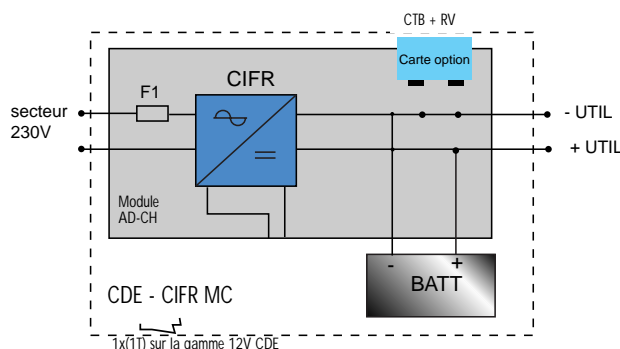 CTB + RV
Carte option
CIFR
F1
secteur
230V
- UTIL
+ UTIL
Module
AD-CH
- +
BATT
CDE - CIFR MC
1x(1T) sur la gamme 12V CDE